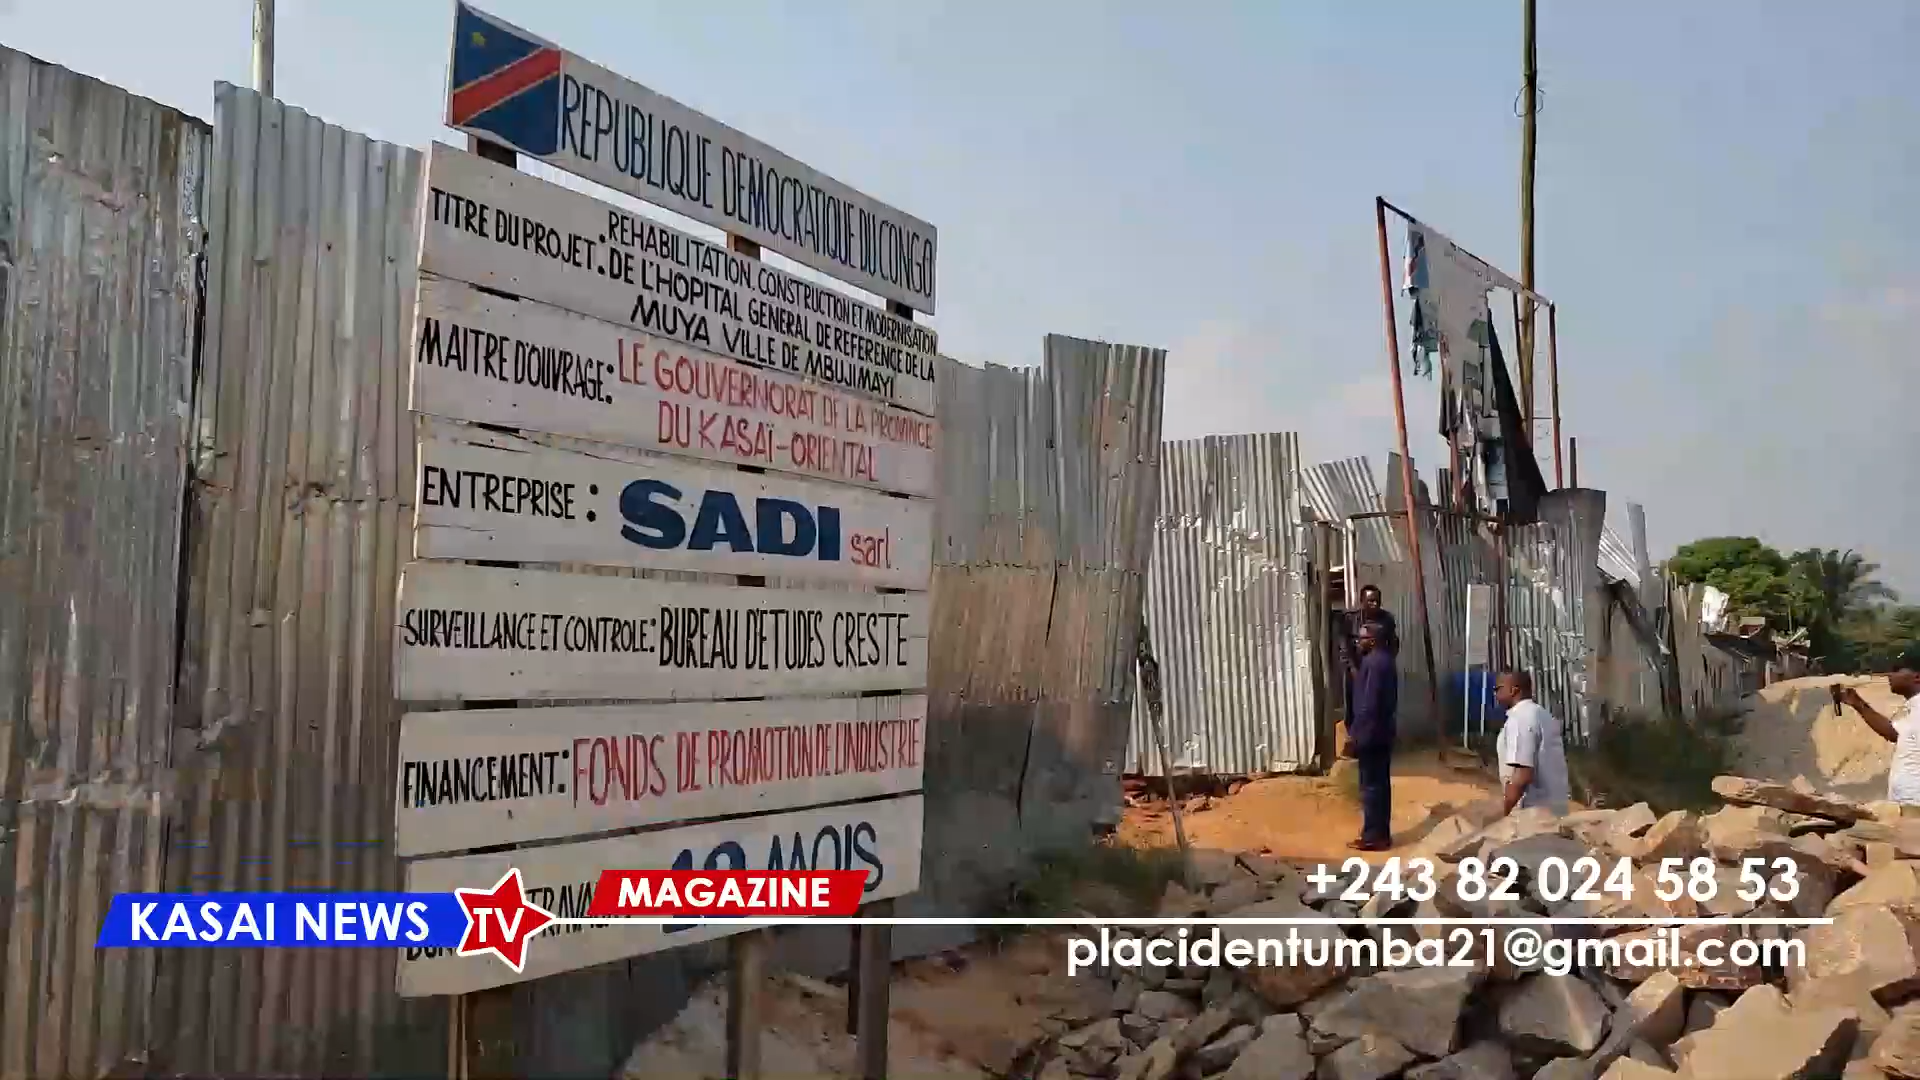 REPUBLIQUE DEMOCRATIQUE DU CONGO
TITRE DU PROJET: REHABILITATION, CONSTRUCTION ET MODERNISATION
DE L'HOPITAL GENERAL DE REFERENCE DE LA
MUYA VILLE DE MBUJIMAYI
MAITRE D'OUVRAGE: LE GOUVERNORAT DE LA PROVINCE
DU KASAÏ-ORIENTAL
ENTREPRISE: SADI sarl.
SURVEILLANCE ET CONTROLE: BUREAU D'ETUDES CRESTE
FINANCEMENT: FONDS DE PROMOTION DE L'INDUSTRIE
MOIS
KASAI NEWS TV MAGAZINE
+243 82 024 58 53
placidentumba21@gmail.com